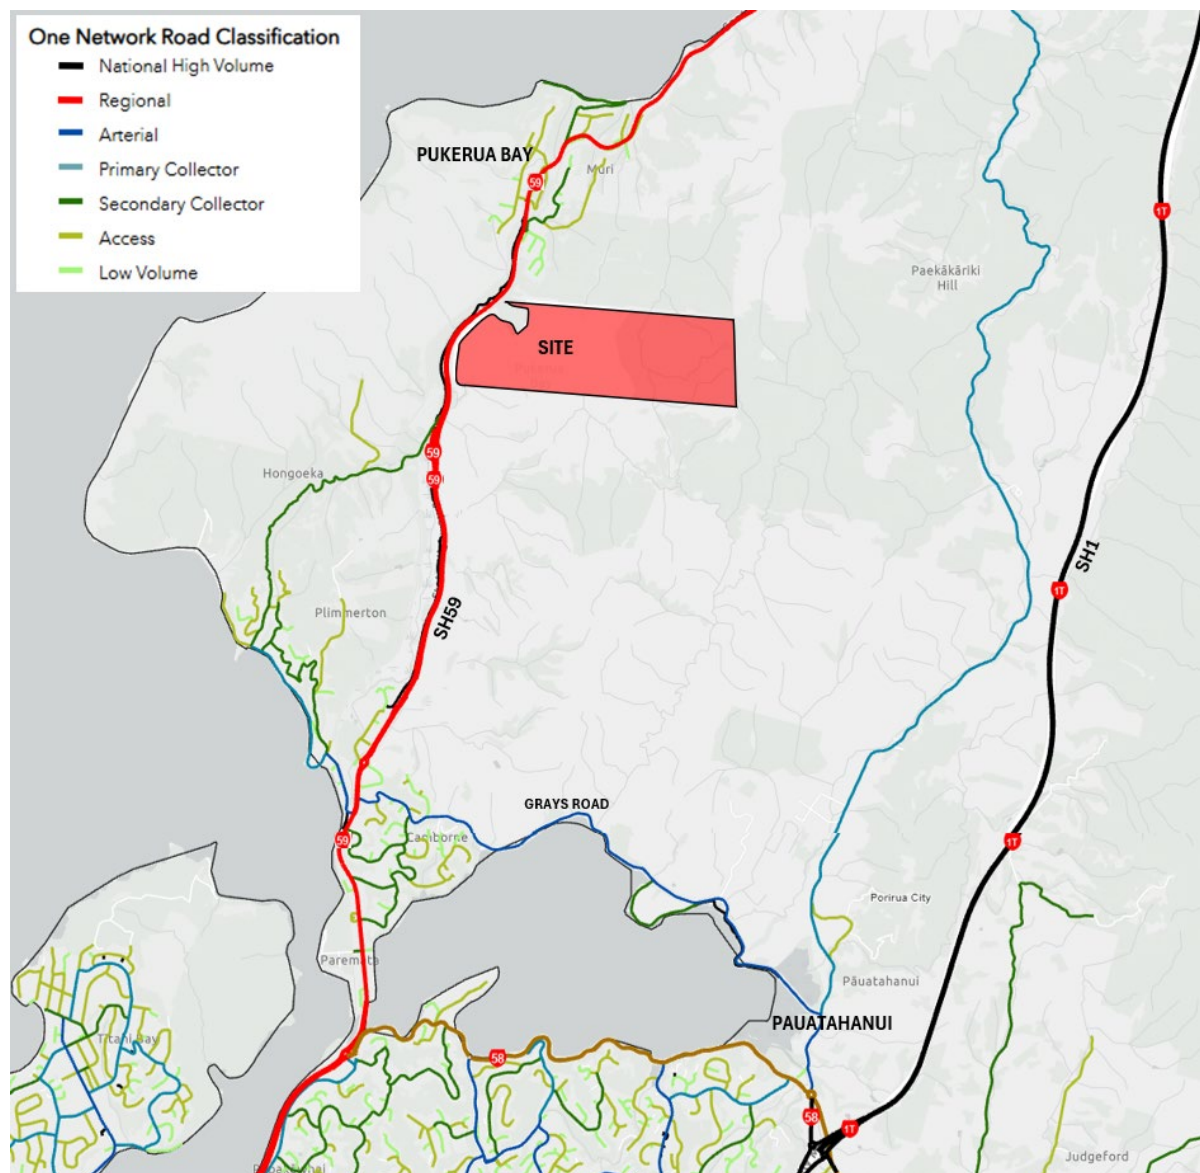 One Network Road Classification
National High Volume
Regional
Arterial
Primary Collector
Secondary Collector
Access
Low Volume
PUKERUA BAY
59
Muri
1T
Paekākāriki
Hill
SITE
59
Hongoeka
59
SH1
1T
Plimmerton
SH59
GRAYS ROAD
59
Camborne
1T
Porirua City
Paremata
Pāuatahanui
PAUATAHANUI
Titahi Bay
58
58
1T
Judgeford